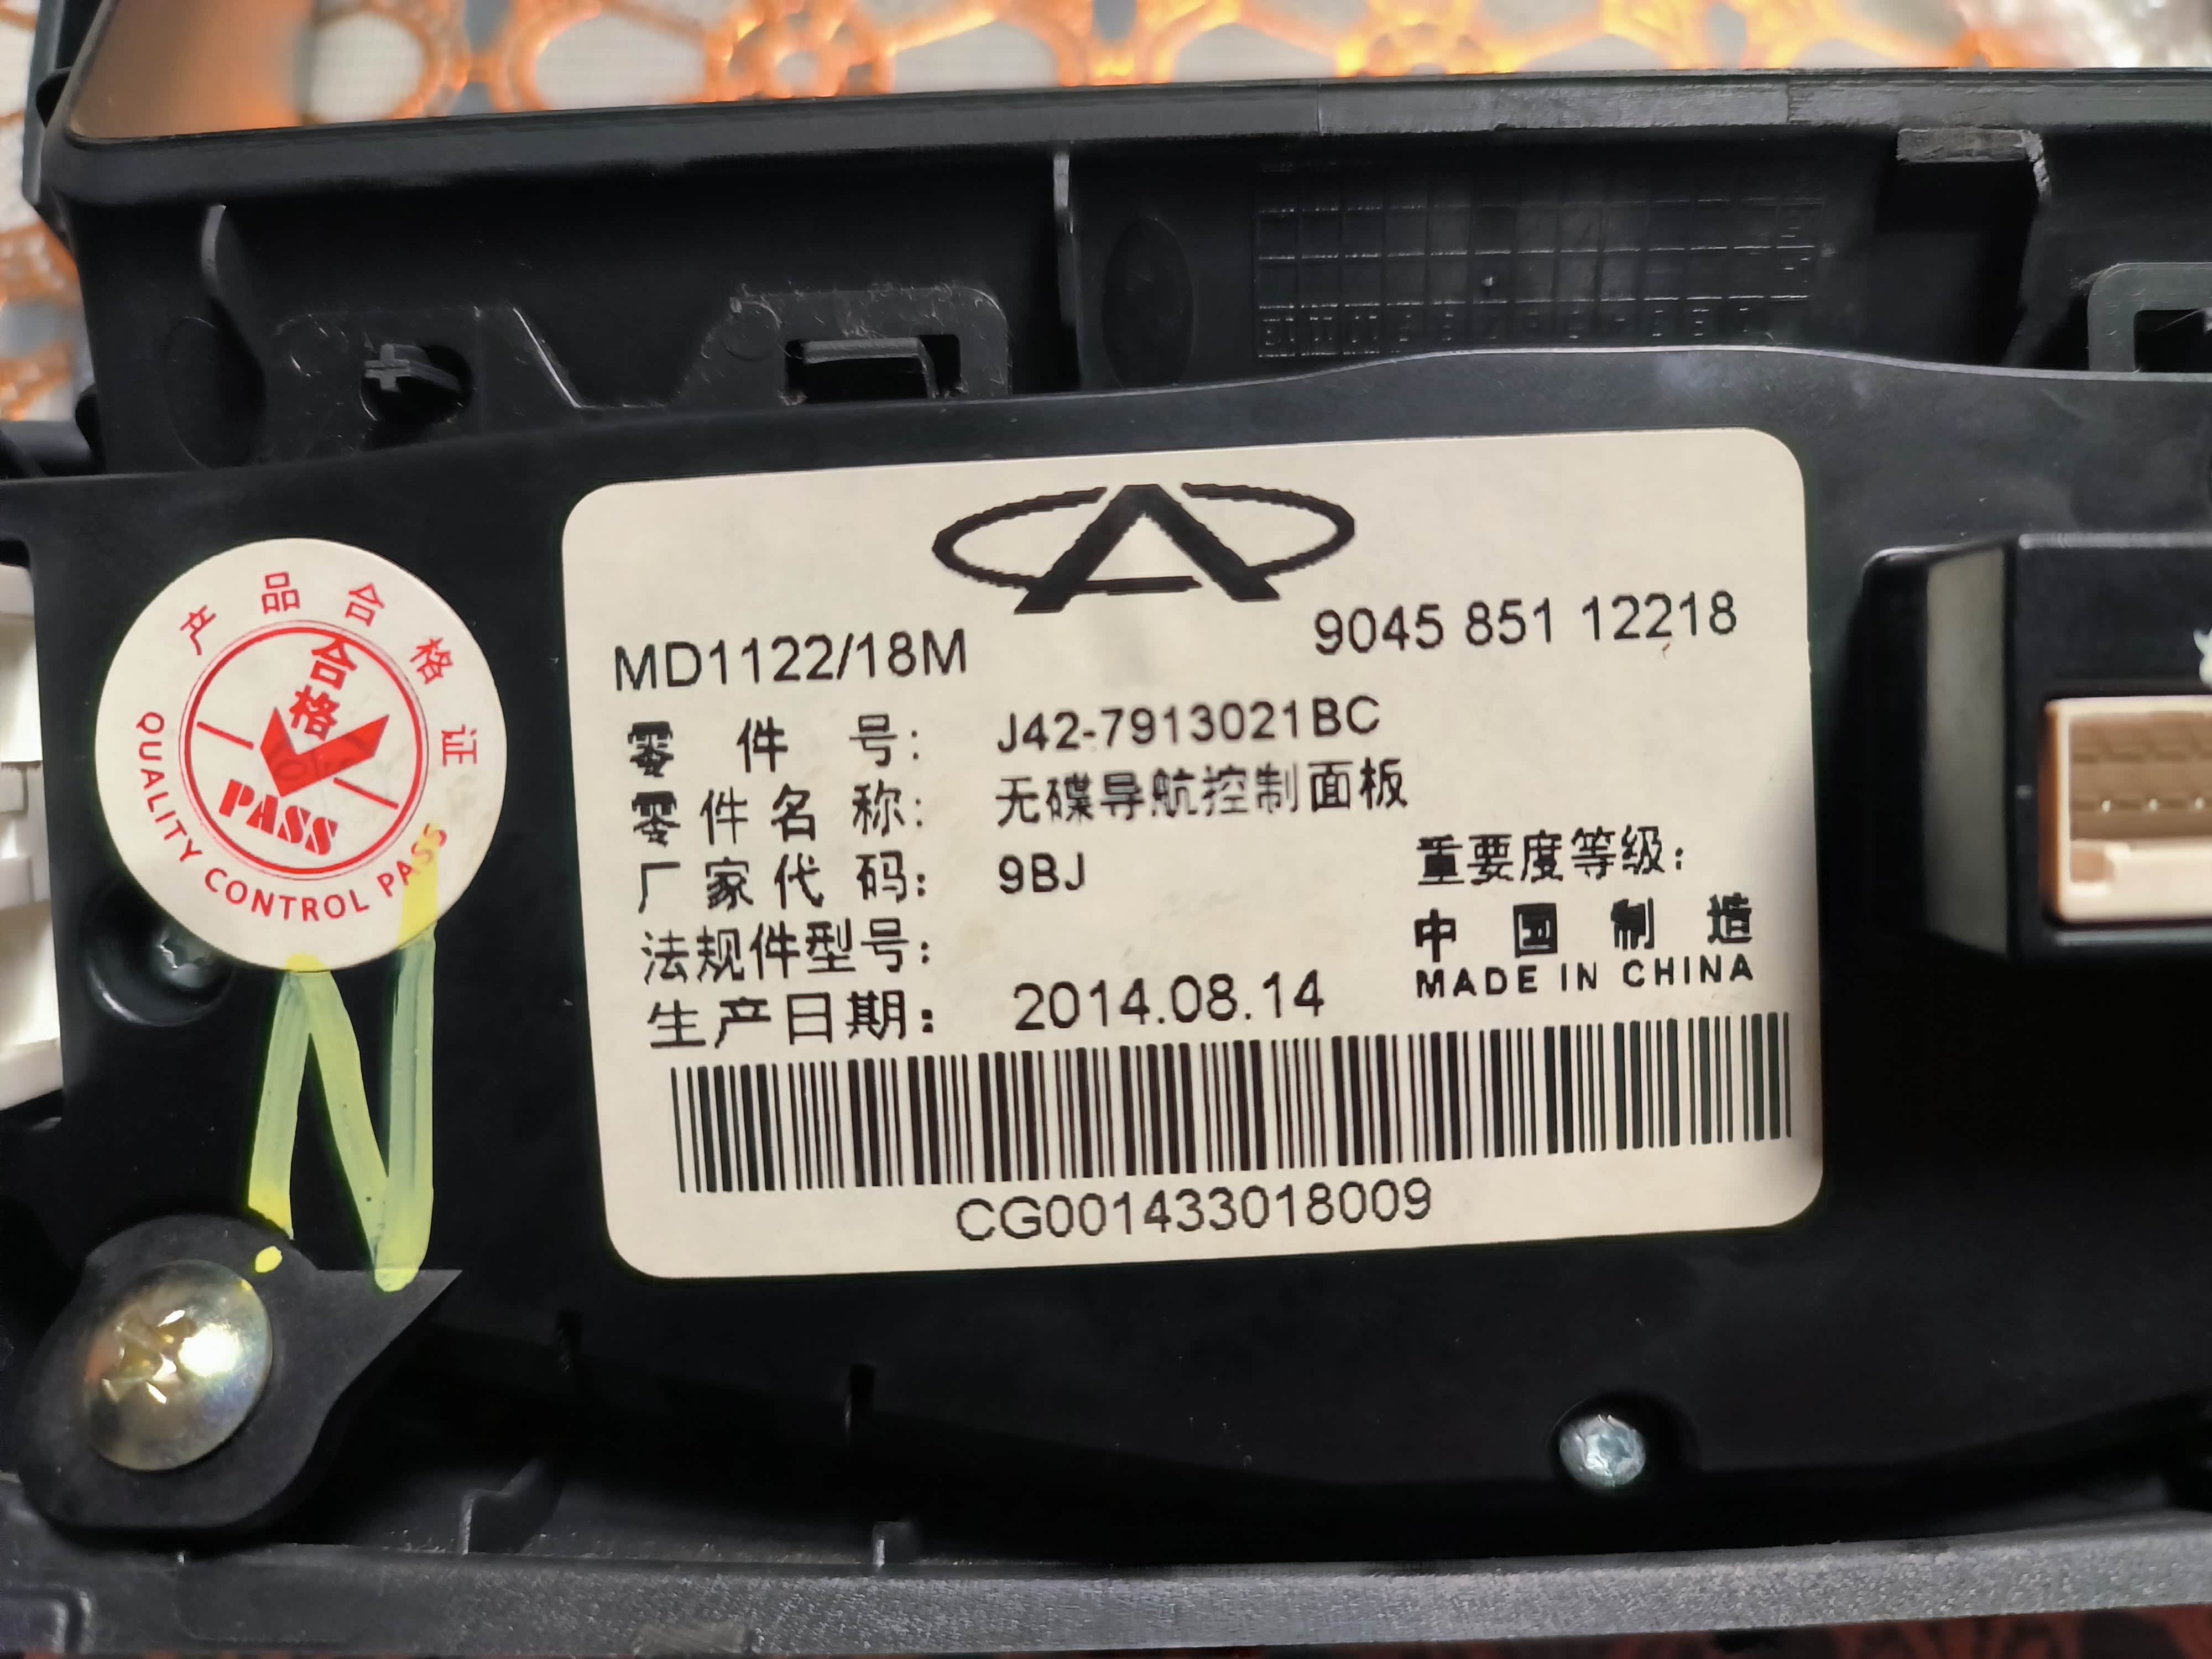 产品合格证
合格
PASS
QUALITY CONTROL PASS
MD1122/18M
9045 851 12218
零件号: J42-7913021BC
零件名称: 无碟导航控制面板
厂家代码: 9BJ
重要度等级:
法规件型号:
中国制造
MADE IN CHINA
生产日期: 2014.08.14
CG001433018009
N